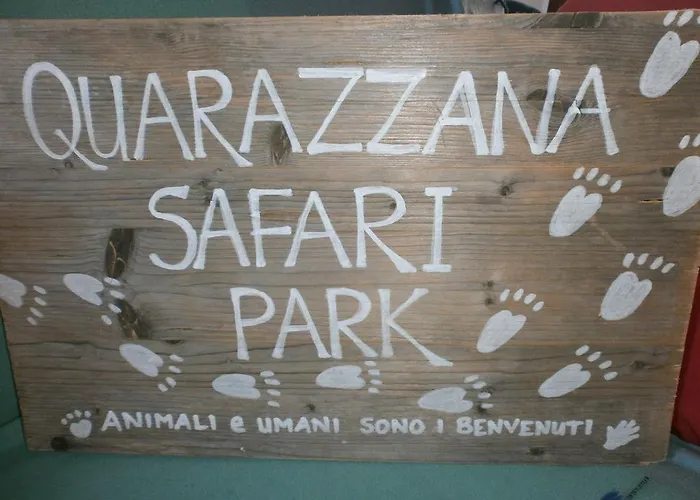 QUARAZZANA
SAFARI
PARK
ANIMALI e UMANI SONO I BENVENUTI